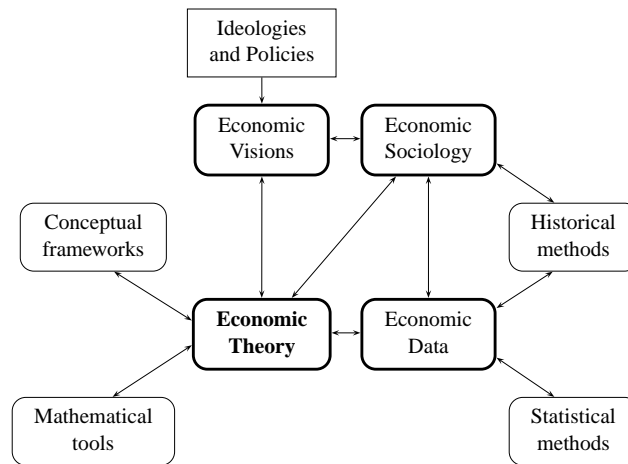 Ideologies
and Policies
Economic
Visions
Economic
Sociology
Conceptual
frameworks
Historical
methods
Economic
Theory
Economic
Data
Mathematical
tools
Statistical
methods